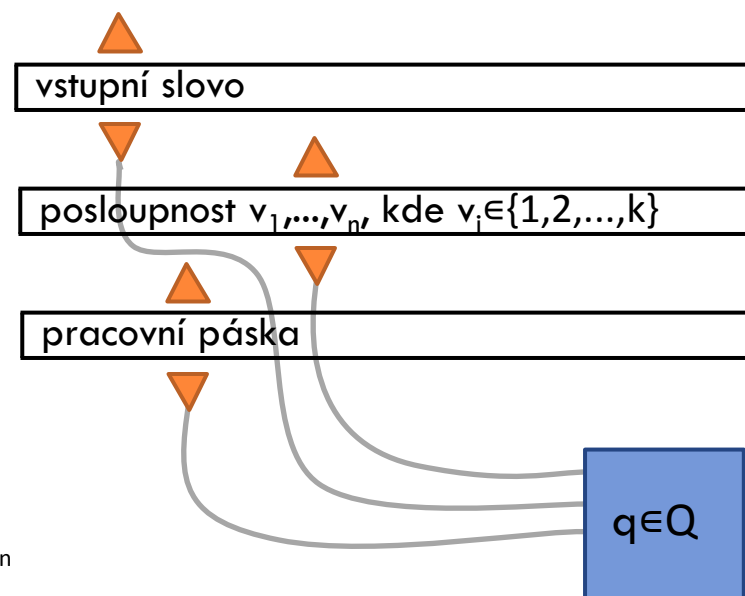 vstupní slovo
posloupnost v₁,...,vₙ, kde vᵢ∈{1,2,...,k}
pracovní páska
q∈Q
n